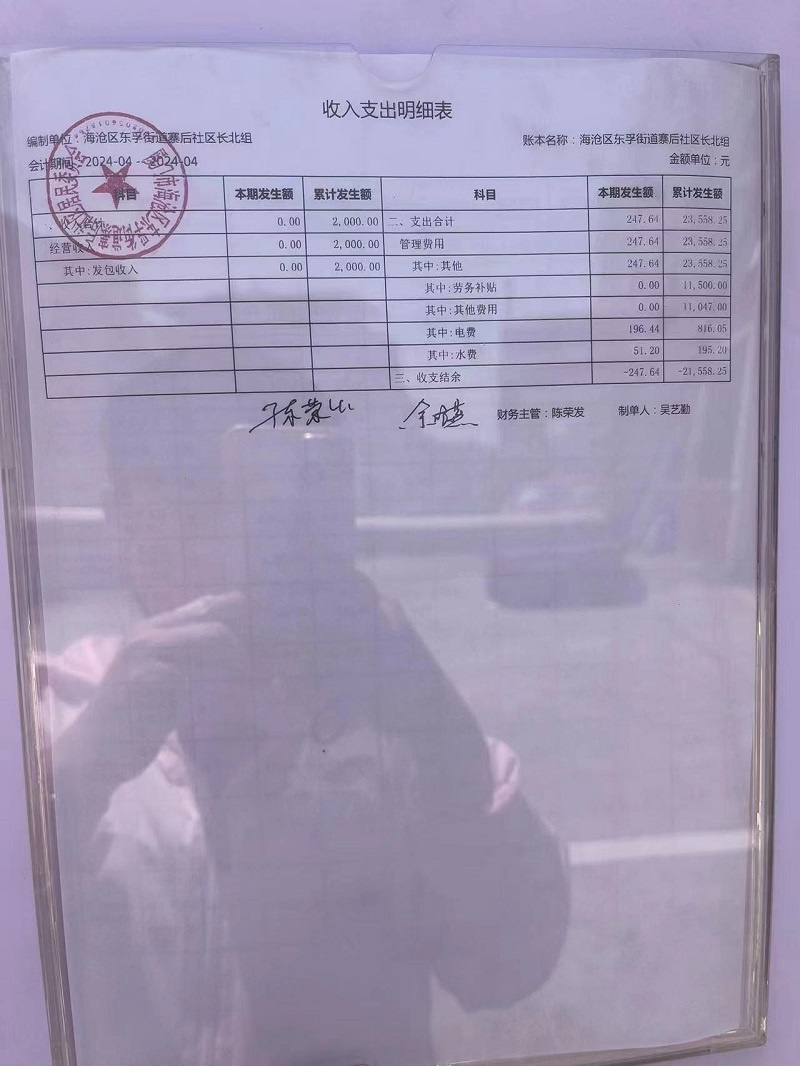 收入支出明细表
编制单位：海沧区东孚街道寨后社区长北组 账本名称：海沧区东孚街道寨后社区长北组
会计期间：2024-04 -- 2024-04 金额单位：元
科目 本期发生额 累计发生额 科目 本期发生额 累计发生额
0.00 2,000.00 二、支出合计 247.64 23,558.25
经营收入 0.00 2,000.00 管理费用 247.64 23,558.25
其中:发包收入 0.00 2,000.00 其中:其他 247.64 23,558.25
其中:劳务补贴 0.00 11,500.00
其中:其他费用 0.00 11,047.00
其中:电费 196.44 816.05
其中:水费 51.20 195.20
三、收支结余 -247.64 -21,558.25
财务主管：陈荣发 制单人：吴艺勤